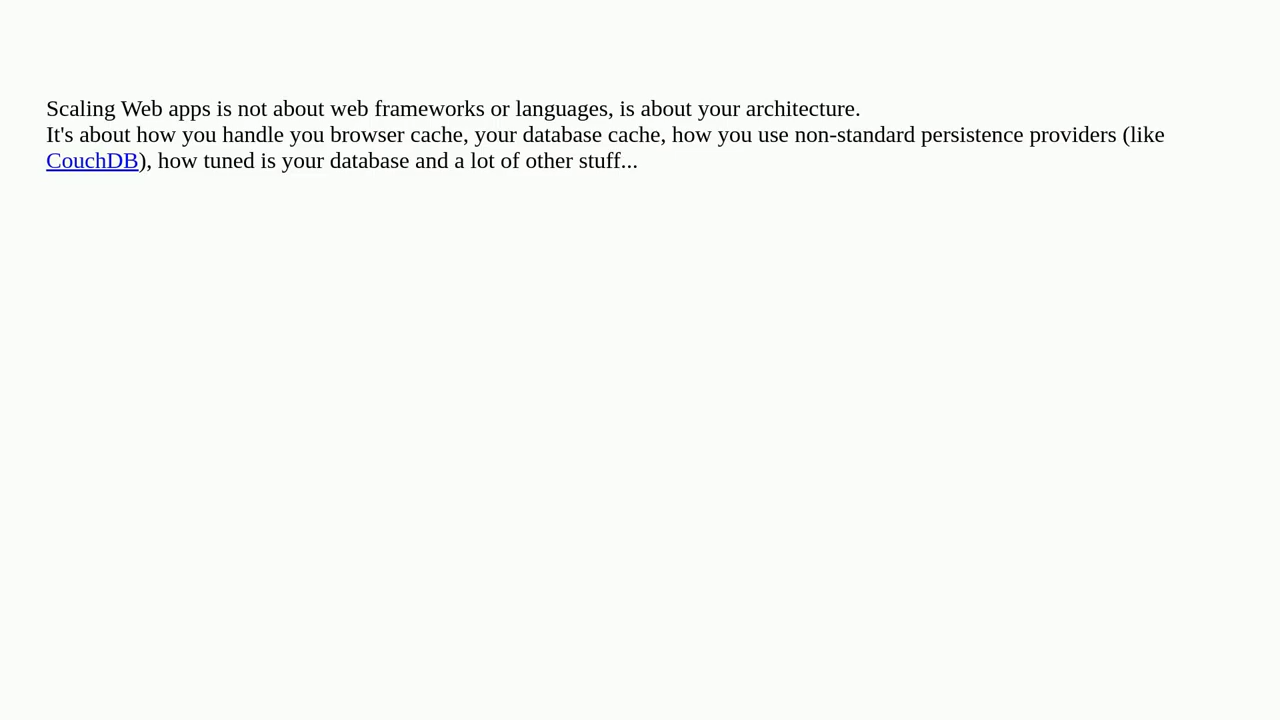 Scaling Web apps is not about web frameworks or languages, is about your architecture.
It's about how you handle you browser cache, your database cache, how you use non-standard persistence providers (like
CouchDB), how tuned is your database and a lot of other stuff...